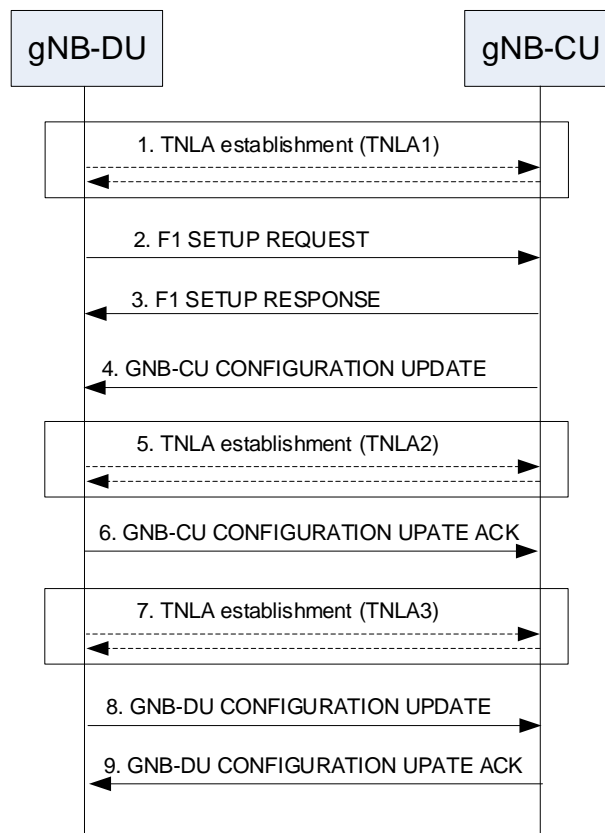 gNB-DU
gNB-CU
1. TNLA establishment (TNLA1)
2. F1 SETUP REQUEST
3. F1 SETUP RESPONSE
4. GNB-CU CONFIGURATION UPDATE
5. TNLA establishment (TNLA2)
6. GNB-CU CONFIGURATION UPATE ACK
7. TNLA establishment (TNLA3)
8. GNB-DU CONFIGURATION UPDATE
9. GNB-DU CONFIGURATION UPATE ACK